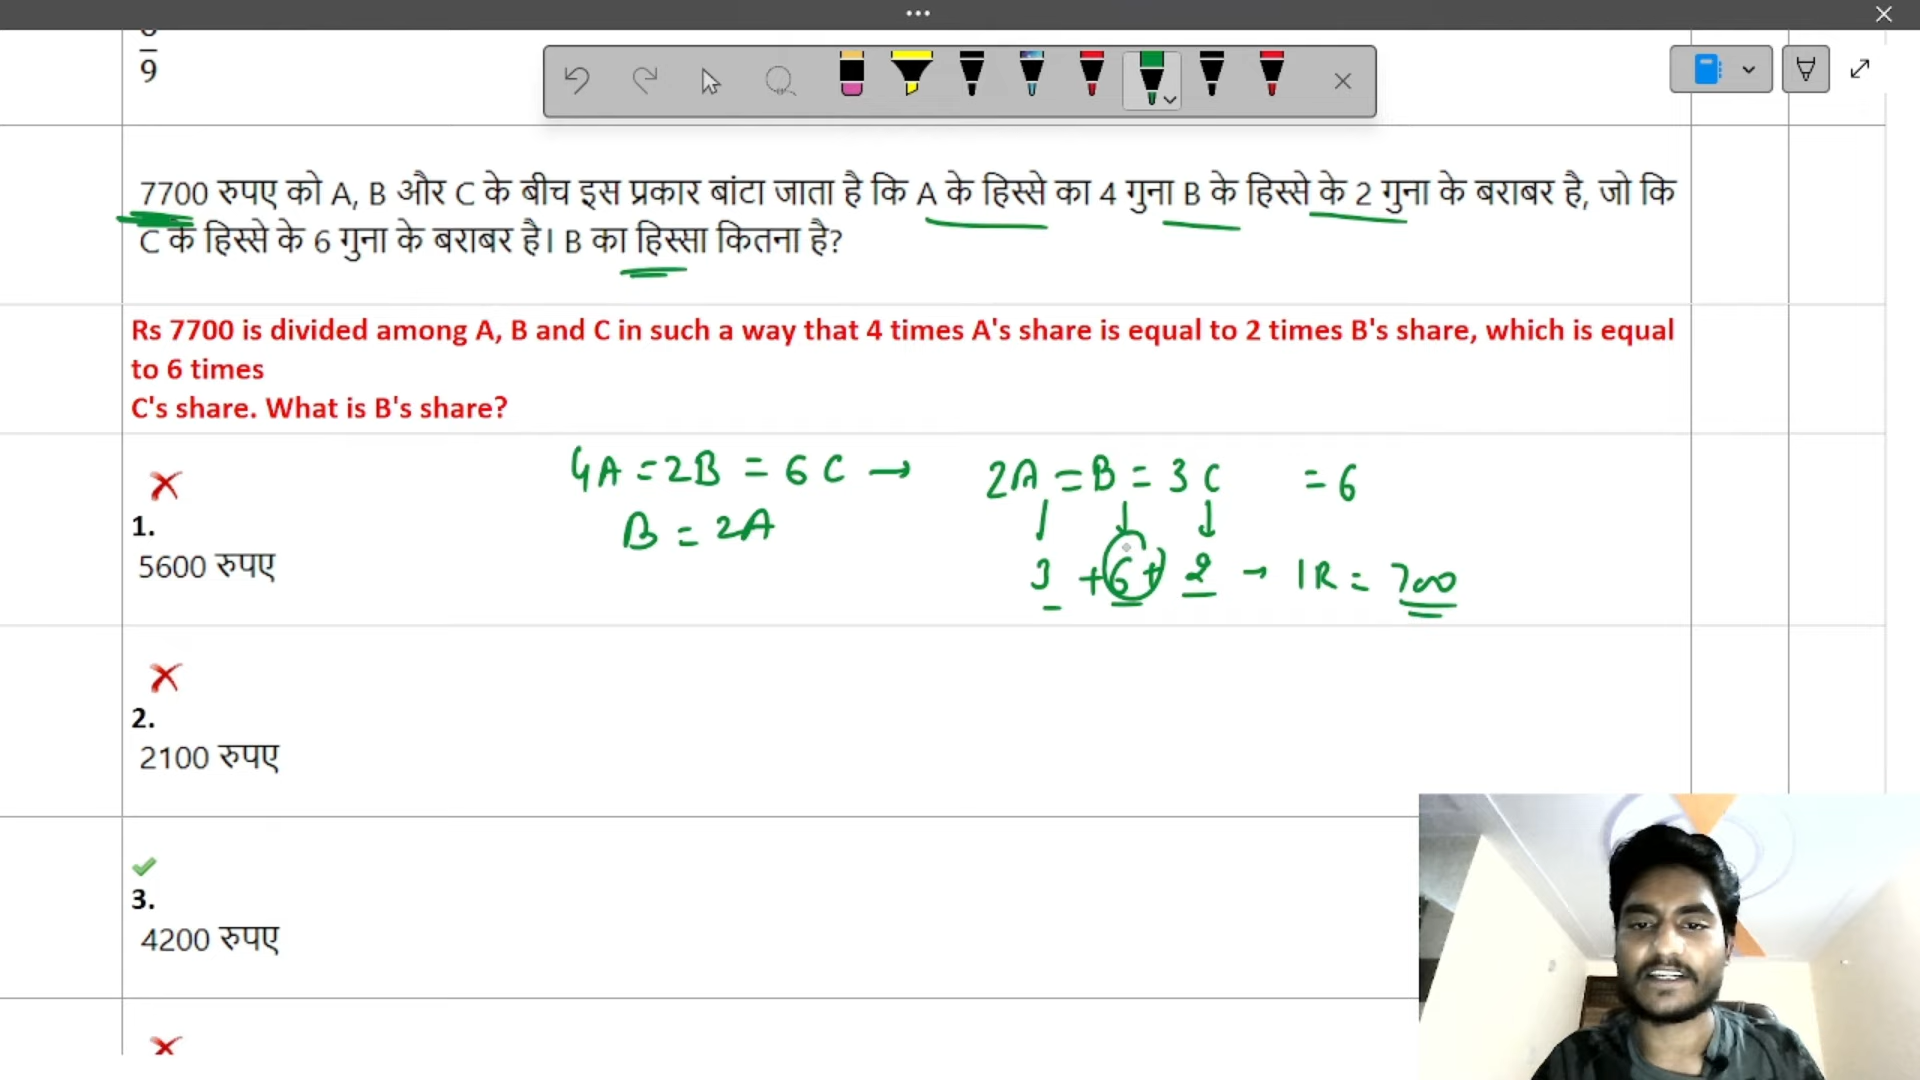 9
7700 रुपए को A, B और C के बीच इस प्रकार बांटा जाता है कि A के हिस्से का 4 गुना B के हिस्से के 2 गुना के बराबर है, जो कि
C के हिस्से के 6 गुना के बराबर है। B का हिस्सा कितना है?
Rs 7700 is divided among A, B and C in such a way that 4 times A's share is equal to 2 times B's share, which is equal
to 6 times
C's share. What is B's share?
4A = 2B = 6C →
B = 2A
2A = B = 3C = 6
3 + 6 + 2 → 1R = 700
1.
5600 रुपए
2.
2100 रुपए
3.
4200 रुपए